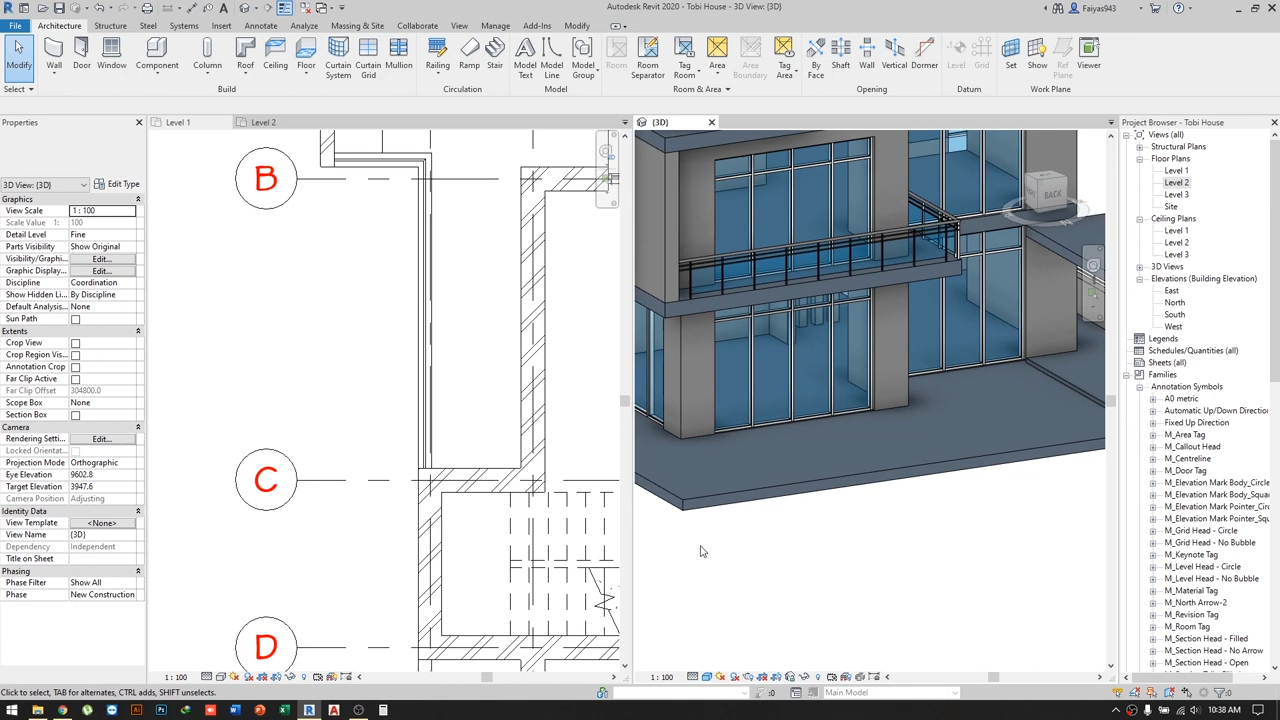 Autodesk Revit 2020 - Tobi House - 3D View: {3D}
Faiyas943
File Architecture Structure Steel Systems Insert Annotate Analyze Massing & Site Collaborate View Manage Add-Ins Modify
Modify Wall Door Window Component Column Roof Ceiling Floor Curtain System Curtain Grid Mullion Railing Ramp Stair Model Text Model Line Model Group Room Room Separator Tag Room Area Area Boundary Tag Area By Face Shaft Wall Vertical Dormer Level Grid Set Show Ref Plane Viewer
Select Build Circulation Model Room & Area Opening Datum Work Plane
Properties
Level 1 Level 2 {3D}
Project Browser - Tobi House
3D View: {3D} Edit Type
Graphics
View Scale 1 : 100
Scale Value 1: 100
Detail Level Fine
Parts Visibility Show Original
Visibility/Graphi... Edit...
Graphic Display... Edit...
Discipline Coordination
Show Hidden Li... By Discipline
Default Analysis... None
Sun Path
Extents
Crop View
Crop Region Vis...
Annotation Crop
Far Clip Active
Far Clip Offset 304800.0
Scope Box None
Section Box
Camera
Rendering Setti... Edit...
Locked Orientat...
Projection Mode Orthographic
Eye Elevation 9602.8
Target Elevation 3947.6
Camera Position Adjusting
Identity Data
View Template <None>
View Name {3D}
Dependency Independent
Title on Sheet
Phasing
Phase Filter Show All
Phase New Construction
B
C
D
BACK
Views (all)
Structural Plans
Floor Plans
Level 1
Level 2
Level 3
Site
Ceiling Plans
Level 1
Level 2
Level 3
3D Views
Elevations (Building Elevation)
East
North
South
West
Legends
Schedules/Quantities (all)
Sheets (all)
Families
Annotation Symbols
A0 metric
Automatic Up/Down Directio
Fixed Up Direction
M_Area Tag
M_Callout Head
M_Centreline
M_Door Tag
M_Elevation Mark Body_Circle
M_Elevation Mark Body_Squa
M_Elevation Mark Pointer_Circ
M_Elevation Mark Pointer_Squ
M_Grid Head - Circle
M_Grid Head - No Bubble
M_Keynote Tag
M_Level Head - Circle
M_Level Head - No Bubble
M_Material Tag
M_North Arrow-2
M_Revision Tag
M_Room Tag
M_Section Head - Filled
M_Section Head - No Arrow
M_Section Head - Open
1 : 100
1 : 100
Click to select, TAB for alternates, CTRL adds, SHIFT unselects.
:0 Main Model :0
10:38 AM